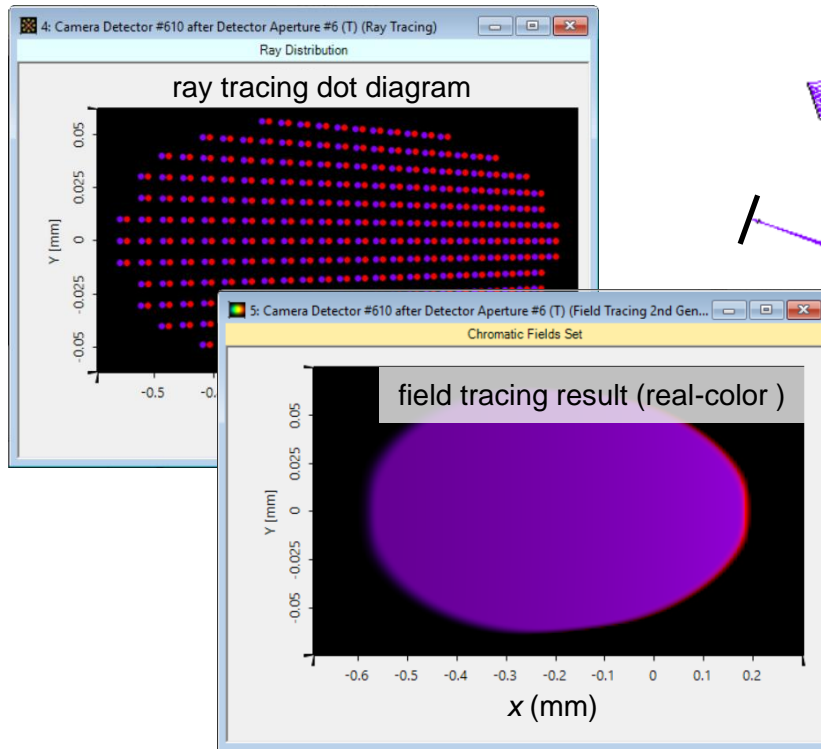 4: Camera Detector #610 after Detector Aperture #6 (T) (Ray Tracing)
Ray Distribution
ray tracing dot diagram
0.05
0.025
0
-0.025
-0.05
Y [mm]
-0.5
5: Camera Detector #610 after Detector Aperture #6 (T) (Field Tracing 2nd Gen...
Chromatic Fields Set
field tracing result (real-color )
0.05
0.025
0
-0.025
-0.05
Y [mm]
-0.6 -0.5 -0.4 -0.3 -0.2 -0.1 0 0.1 0.2
x (mm)